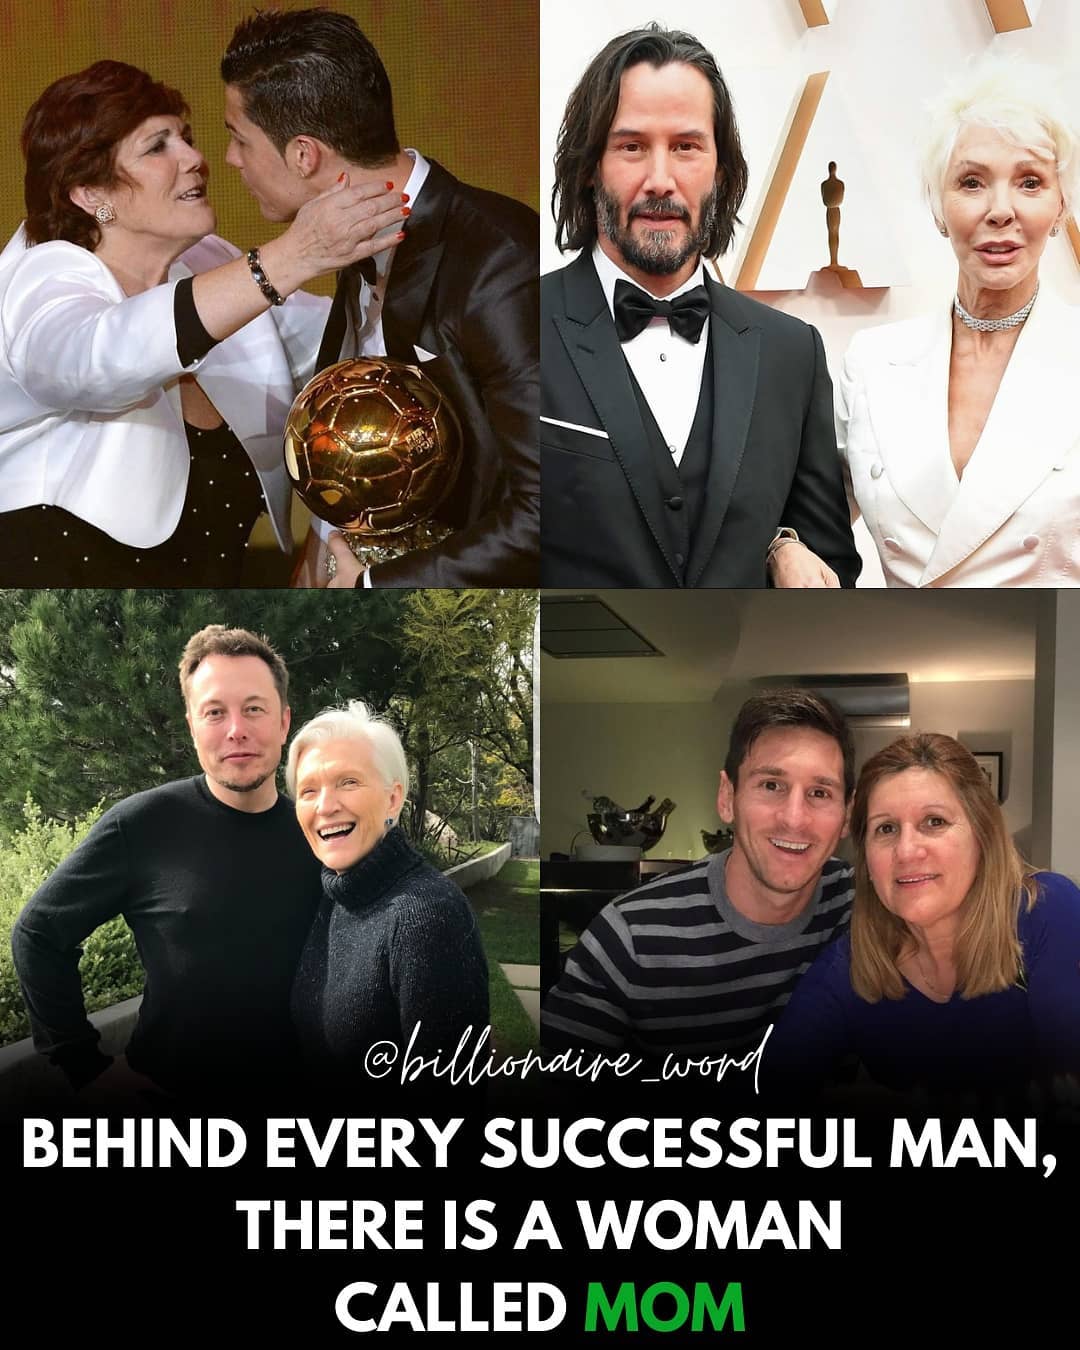 @billionaire_word
BEHIND EVERY SUCCESSFUL MAN,
THERE IS A WOMAN
CALLED MOM